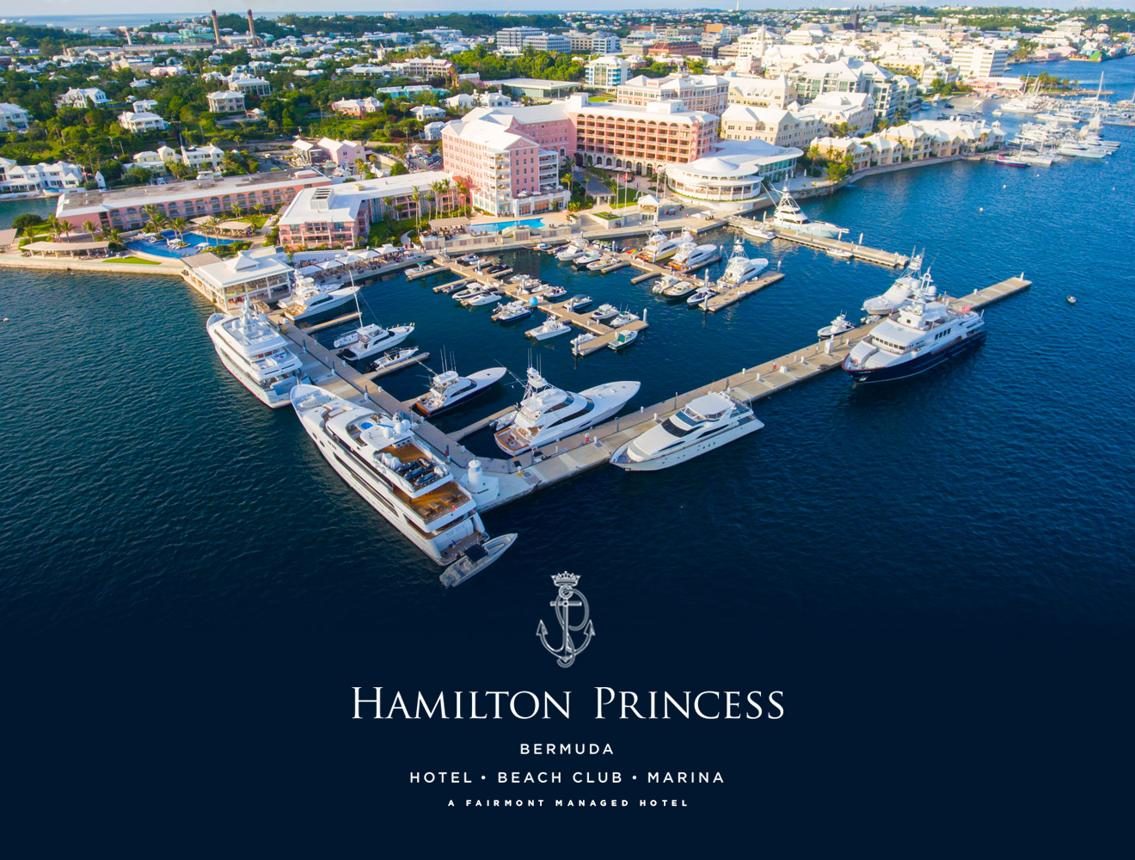 HAMILTON PRINCESS
BERMUDA
HOTEL • BEACH CLUB • MARINA
A FAIRMONT MANAGED HOTEL